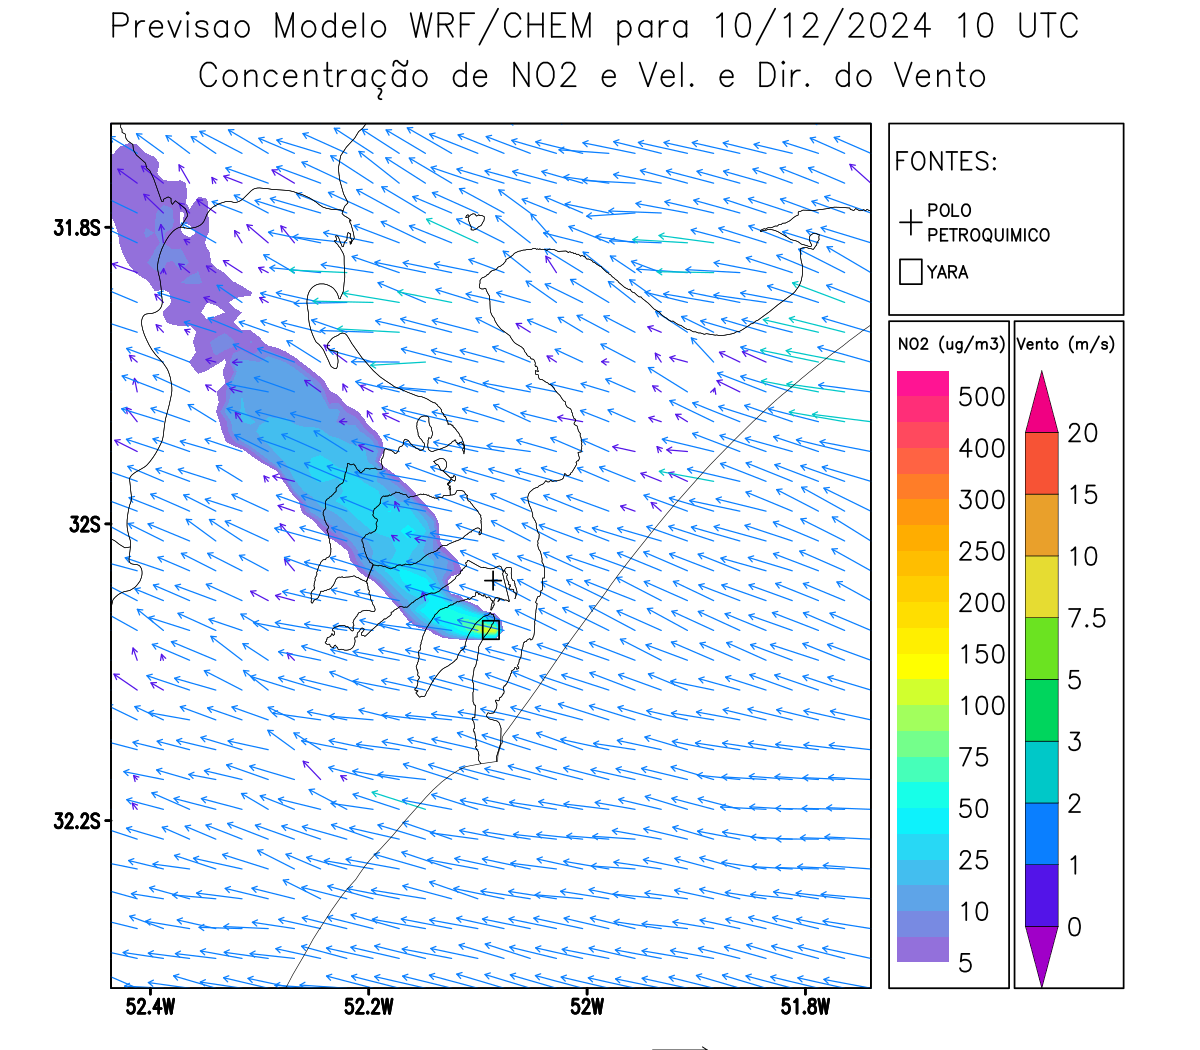 Previsao Modelo WRF/CHEM para 10/12/2024 10 UTC
Concentração de NO2 e Vel. e Dir. do Vento
FONTES:
POLO
PETROQUIMICO
YARA
31.8S
32S
32.2S
52.4W
52.2W
52W
51.8W
NO2 (ug/m3)
500
400
300
250
200
150
100
75
50
25
10
5
Vento (m/s)
20
15
10
7.5
5
3
2
1
0